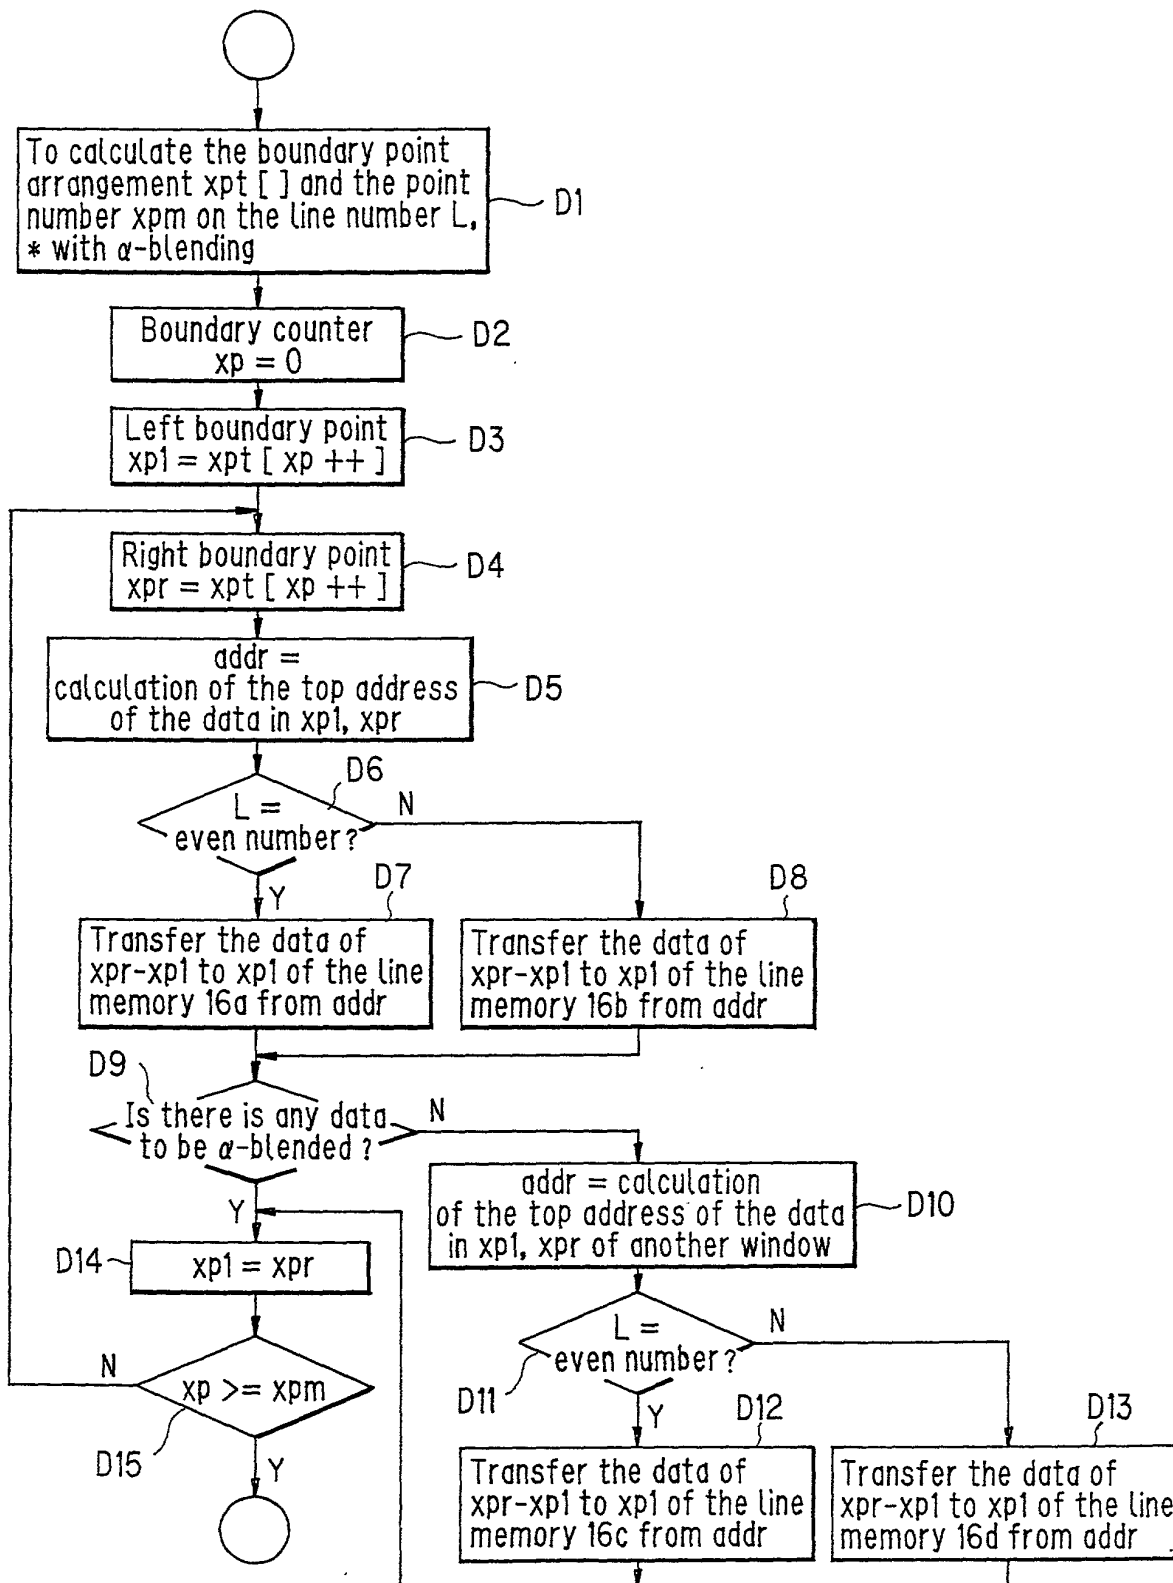 To calculate the boundary point
arrangement xpt [ ] and the point
number xpm on the line number L,
* with α-blending
D1
Boundary counter
xp = 0
D2
Left boundary point
xp1 = xpt [ xp ++ ]
D3
Right boundary point
xpr = xpt [ xp ++ ]
D4
addr =
calculation of the top address
of the data in xp1, xpr
D5
D6
L =
even number?
N
Y
D7
Transfer the data of
xpr-xp1 to xp1 of the line
memory 16a from addr
D8
Transfer the data of
xpr-xp1 to xp1 of the line
memory 16b from addr
D9
Is there is any data
to be α-blended ?
N
Y
addr = calculation
of the top address of the data
in xp1, xpr of another window
D10
D14
xp1 = xpr
L =
even number?
N
D11
Y
N
xp >= xpm
D15
Y
D12
Transfer the data of
xpr-xp1 to xp1 of the line
memory 16c from addr
D13
Transfer the data of
xpr-xp1 to xp1 of the line
memory 16d from addr